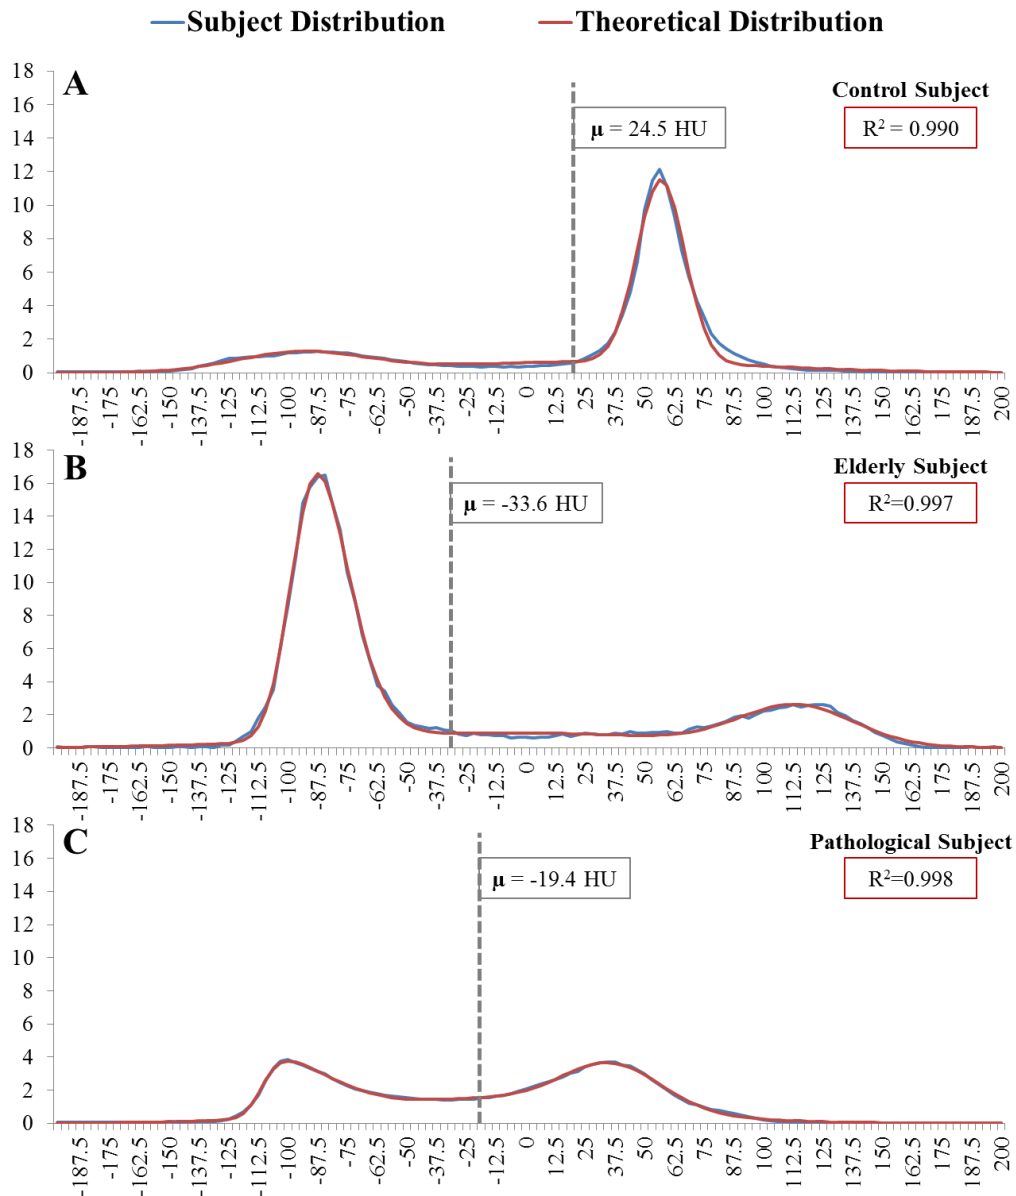 Subject Distribution Theoretical Distribution
A
Control Subject
μ = 24.5 HU
R² = 0.990
18
16
14
12
10
8
6
4
2
0
-187.5 -175 -162.5 -150 -137.5 -125 -112.5 -100 -87.5 -75 -62.5 -50 -37.5 -25 -12.5 0 12.5 25 37.5 50 62.5 75 87.5 100 112.5 125 137.5 150 162.5 175 187.5 200
B
Elderly Subject
μ = -33.6 HU
R²=0.997
18
16
14
12
10
8
6
4
2
0
-187.5 -175 -162.5 -150 -137.5 -125 -112.5 -100 -87.5 -75 -62.5 -50 -37.5 -25 -12.5 0 12.5 25 37.5 50 62.5 75 87.5 100 112.5 125 137.5 150 162.5 175 187.5 200
C
Pathological Subject
μ = -19.4 HU
R²=0.998
18
16
14
12
10
8
6
4
2
0
-187.5 -175 -162.5 -150 -137.5 -125 -112.5 -100 -87.5 -75 -62.5 -50 -37.5 -25 -12.5 0 12.5 25 37.5 50 62.5 75 87.5 100 112.5 125 137.5 150 162.5 175 187.5 200